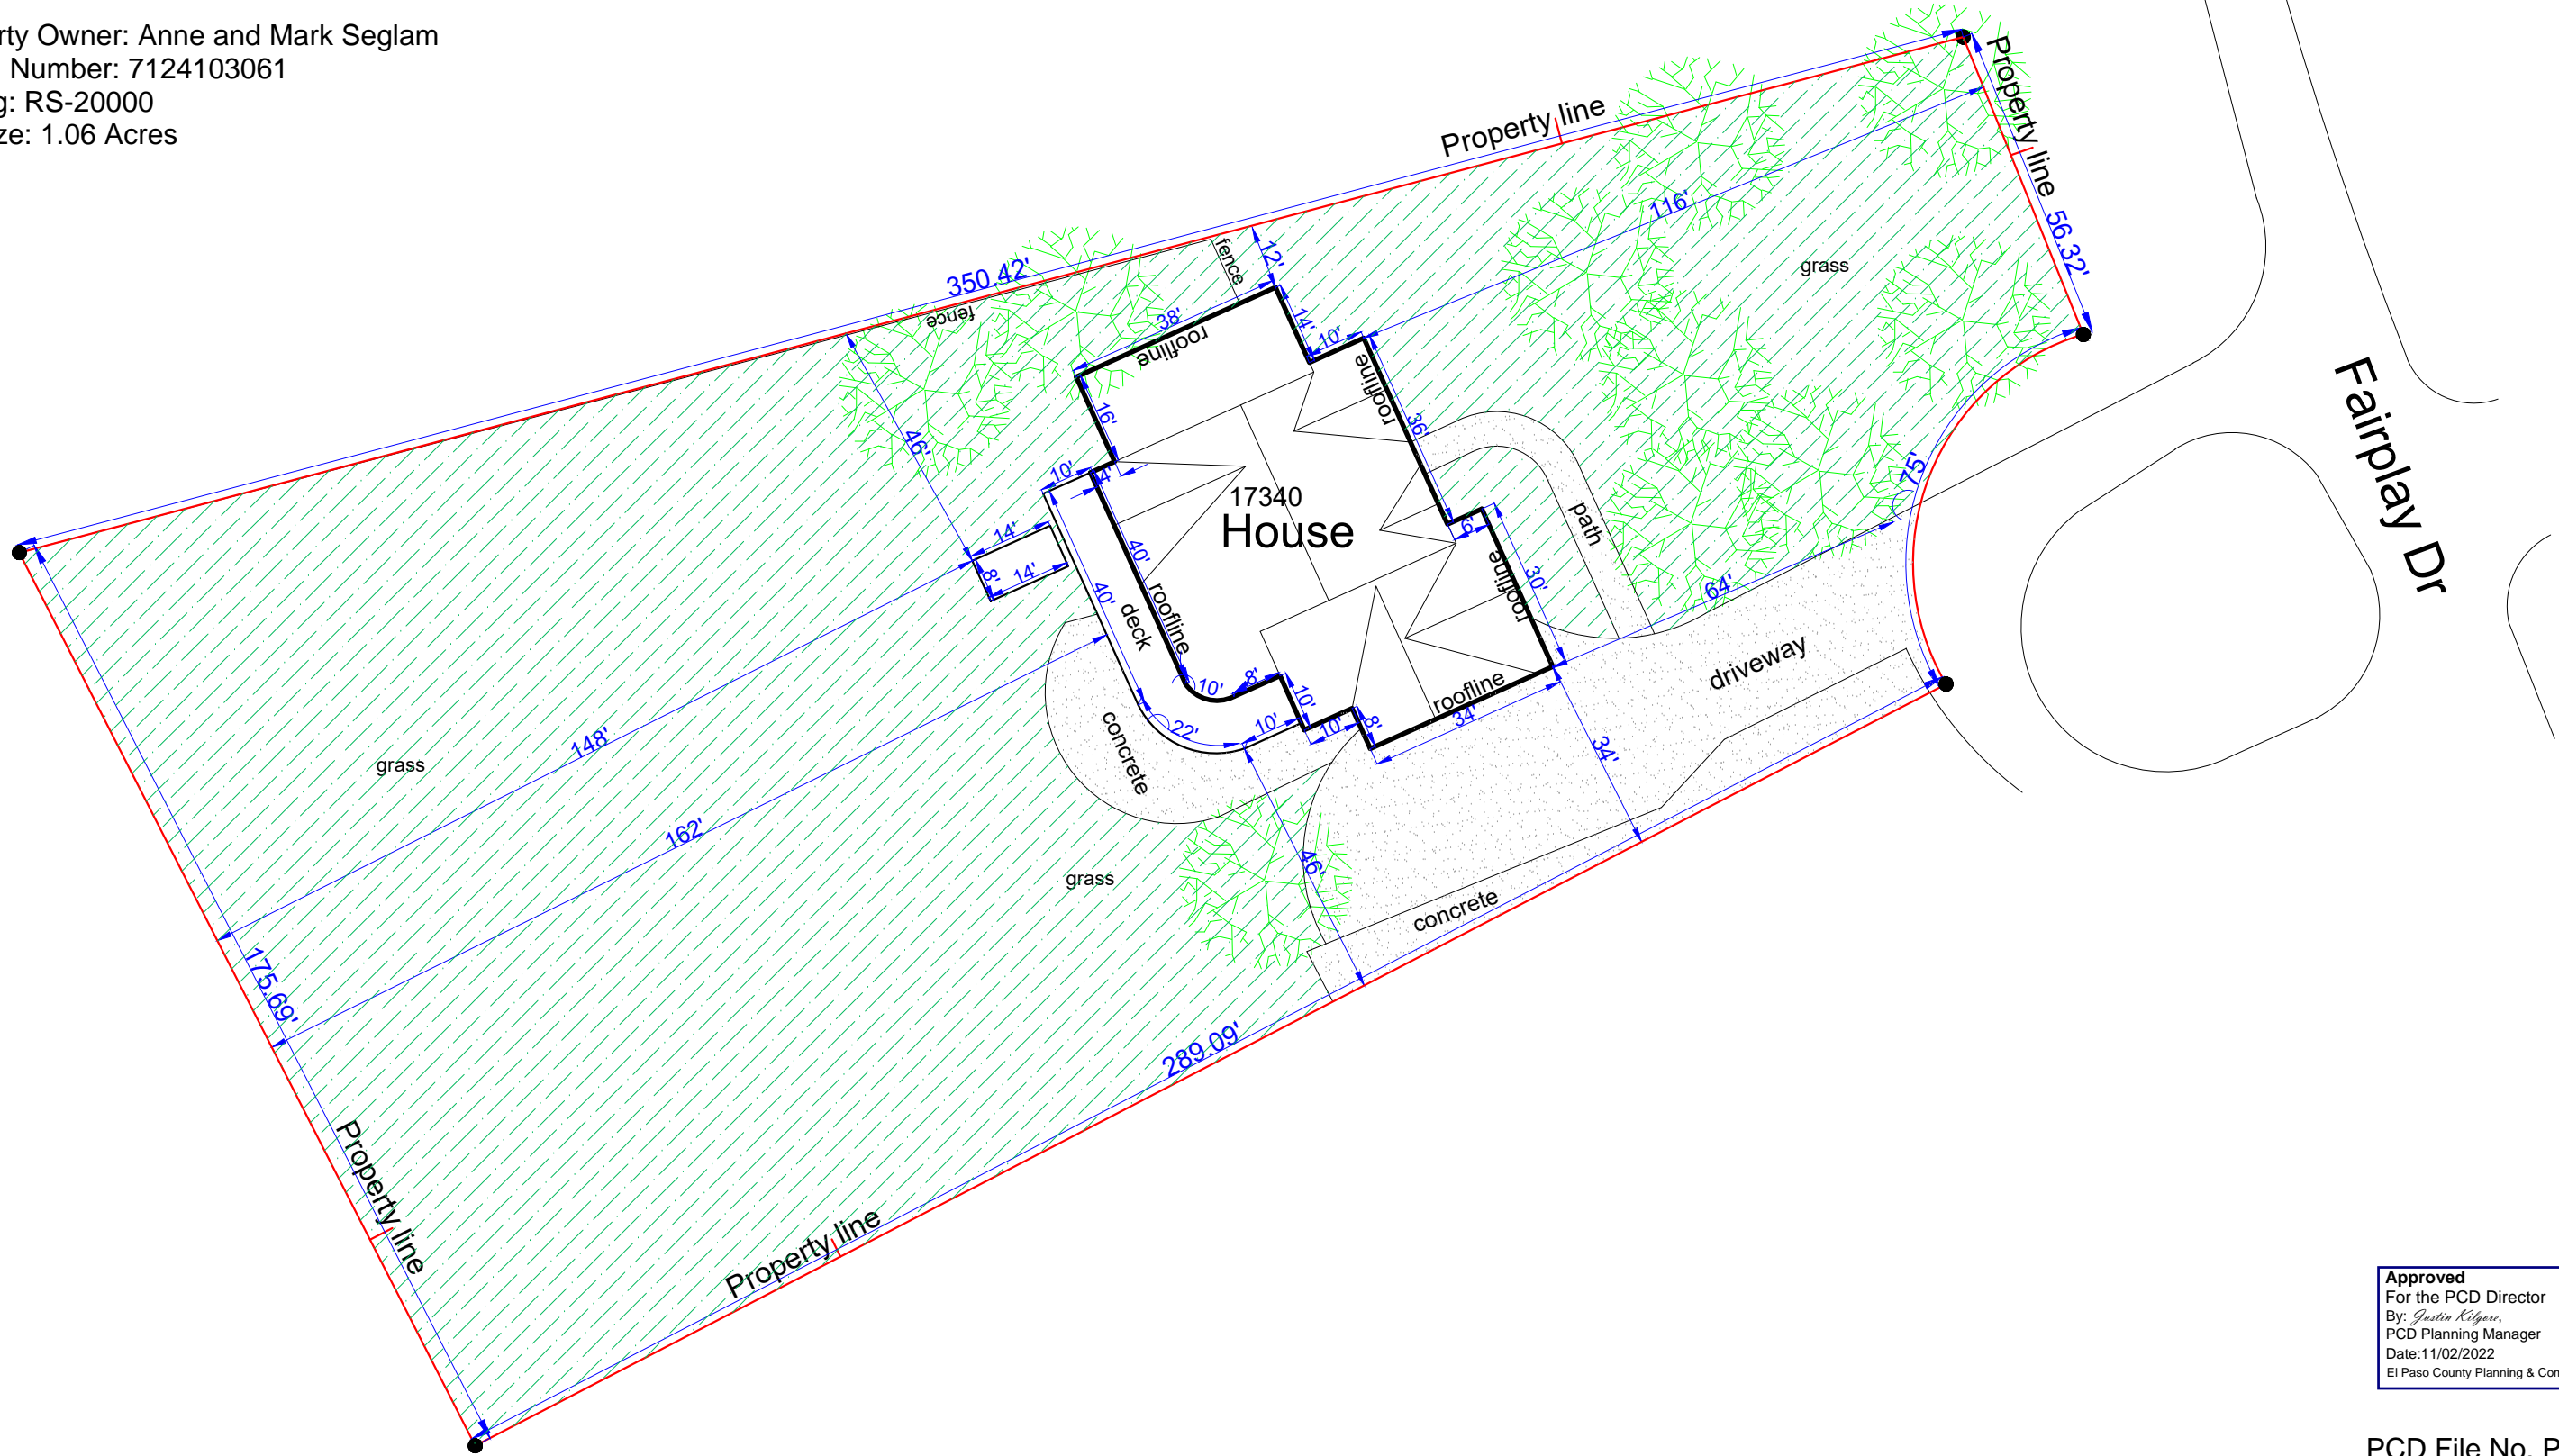 rty Owner: Anne and Mark Seglam
Number: 7124103061
g: RS-20000
ze: 1.06 Acres
Property line
Property line
56.32'
116'
12'
fence
350.42'
fence
grass
38'
roofline
14'
10'
roofline
36'
16'
46'
10'
4'
17340
House
6'
path
75'
Fairplay Dr
14'
8'
14'
40'
40'
roofline
deck
30'
roofline
64'
driveway
10'
8'
10'
roofline
34'
22'
10'
10'
8'
34'
concrete
148'
grass
162'
grass
46'
concrete
175.69'
289.09'
Property line
Property line
Approved
For the PCD Director
By: Justin Kilgore,
PCD Planning Manager
Date:11/02/2022
El Paso County Planning & Con
PCD File No. P